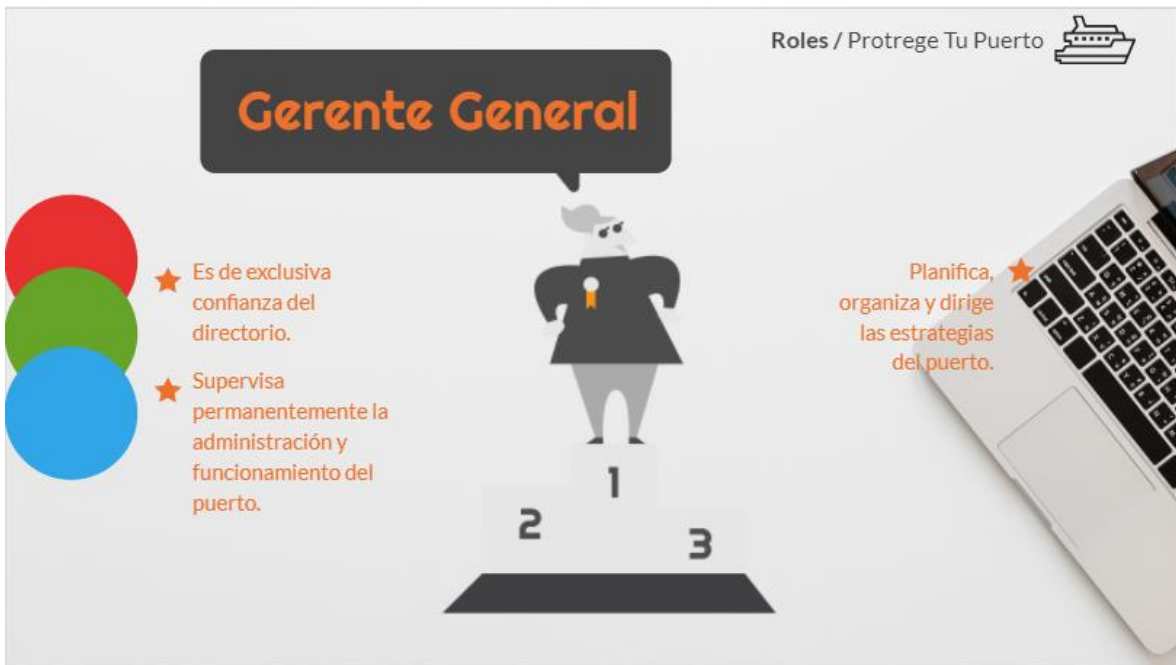 Roles / Protrege Tu Puerto
Gerente General
Es de exclusiva
confianza del
directorio.
Supervisa
permanentemente la
administración y
funcionamiento del
puerto.
Planifica,
organiza y dirige
las estrategias
del puerto.
1
2
3